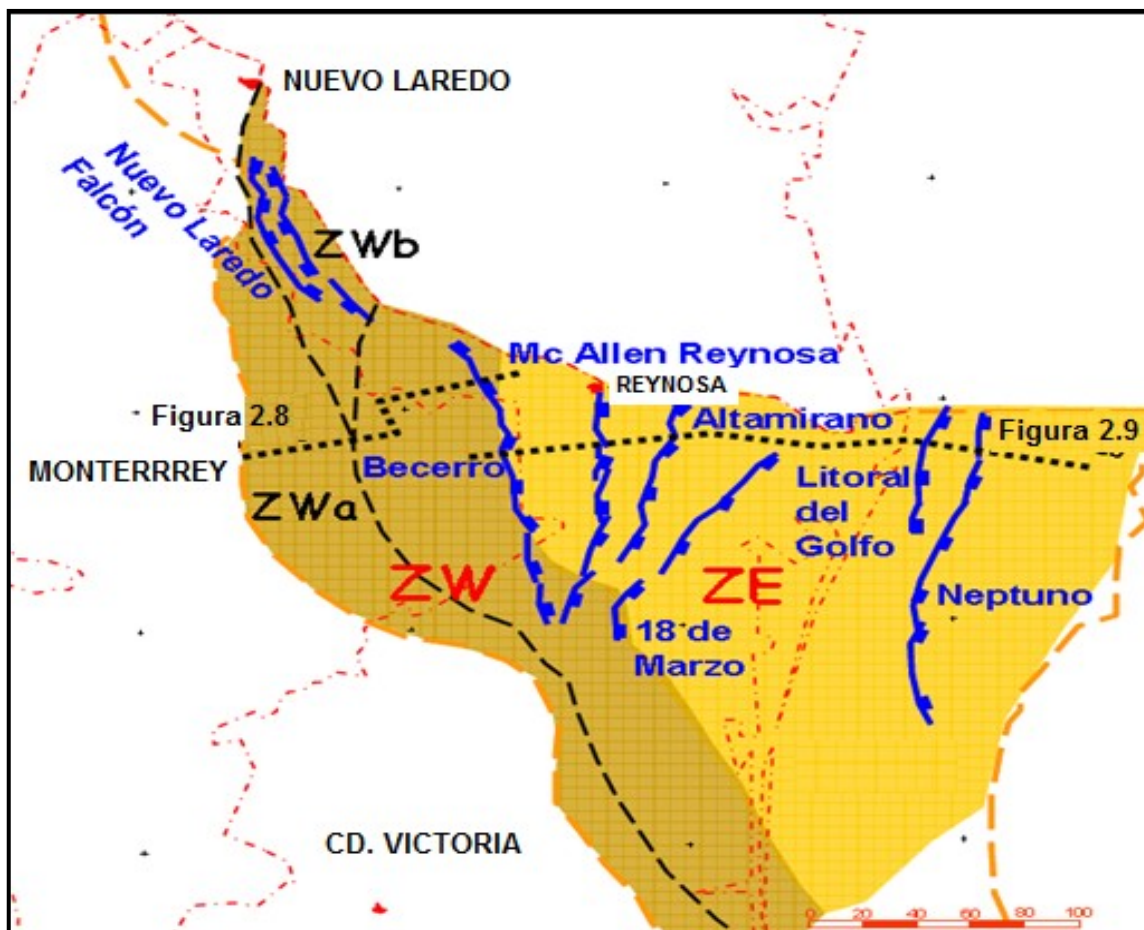 NUEVO LAREDO
Nuevo Laredo
Falcón
ZWb
Mc Allen Reynosa
REYNOSA
Figura 2.8
Altamirano
Figura 2.9
MONTERRREY
Becerro
Litoral
del
Golfo
ZWa
ZW
ZE
Neptuno
18 de
Marzo
CD. VICTORIA
0 20 40 60 80 100